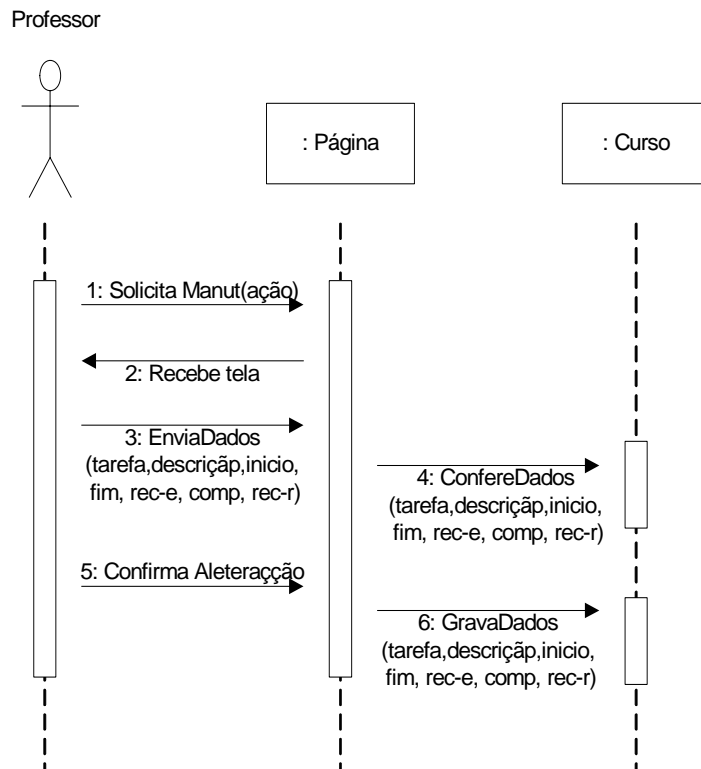 Professor
: Página
: Curso
1: Solicita Manut(ação)
2: Recebe tela
3: EnviaDados
(tarefa,descriçãp,inicio,
fim, rec-e, comp, rec-r)
4: ConfereDados
(tarefa,descriçãp,inicio,
fim, rec-e, comp, rec-r)
5: Confirma Aleteraçção
6: GravaDados
(tarefa,descriçãp,inicio,
fim, rec-e, comp, rec-r)